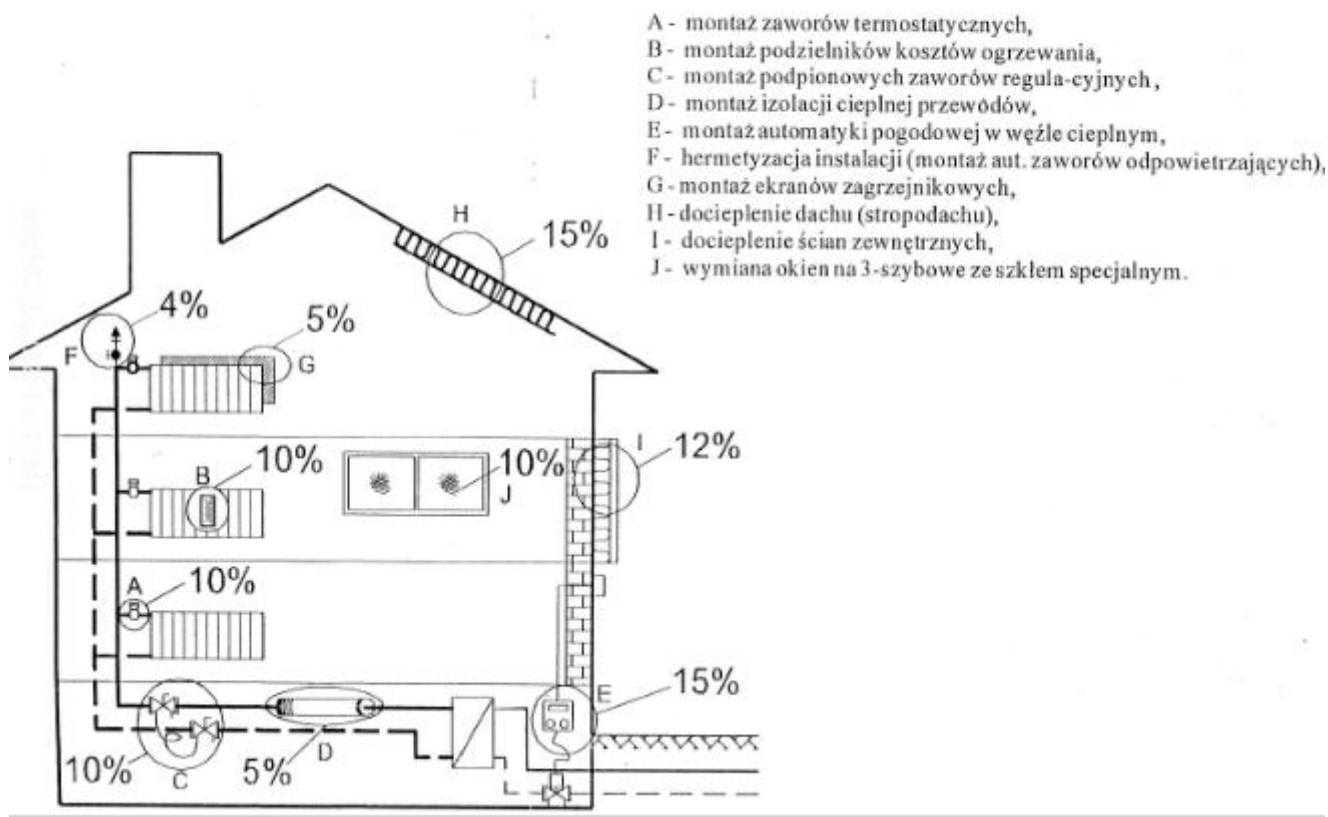 A - montaż zaworów termostatycznych,
B - montaż podzielników kosztów ogrzewania,
C - montaż podpionowych zaworów regula-cyjnych,
D - montaż izolacji cieplnej przewodów,
E - montaż automatyki pogodowej w węźle cieplnym,
F - hermetyzacja instalacji (montaż aut. zaworów odpowietrzających),
G - montaż ekranów zagrzejnikowych,
H - docieplenie dachu (stropodachu),
I - docieplenie ścian zewnętrznych,
J - wymiana okien na 3-szybowe ze szkłem specjalnym.
H
15%
4%
5%
F
G
I
10%
10%
12%
B
J
A
10%
E
15%
D
10%
C
5%